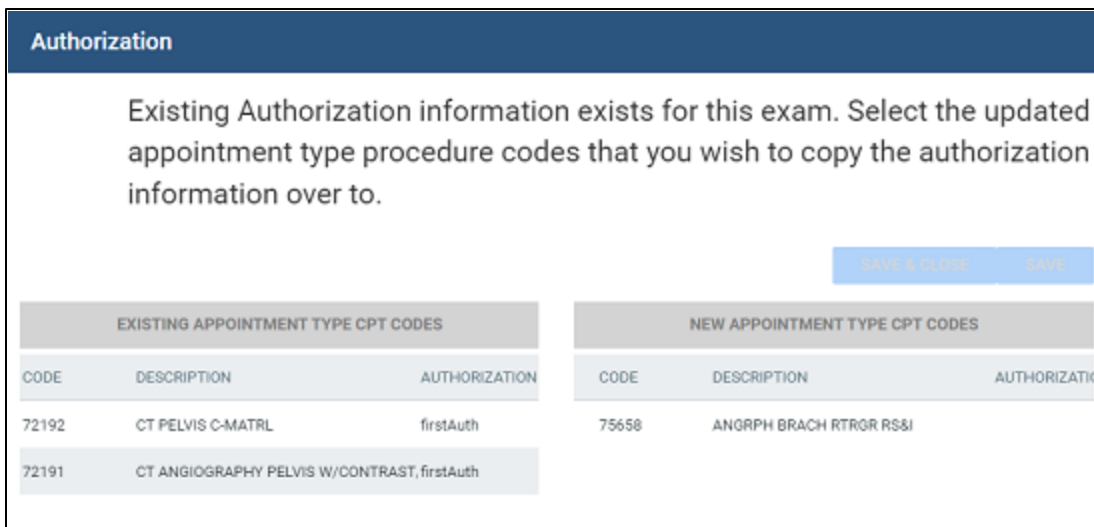 Authorization
Existing Authorization information exists for this exam. Select the updated
appointment type procedure codes that you wish to copy the authorization
information over to.
SAVE & CLOSE SAVE
EXISTING APPOINTMENT TYPE CPT CODES NEW APPOINTMENT TYPE CPT CODES
CODE DESCRIPTION AUTHORIZATION CODE DESCRIPTION AUTHORIZATIO
72192 CT PELVIS C-MATRL firstAuth 75658 ANGRPH BRACH RTRGR RS&I
72191 CT ANGIOGRAPHY PELVIS W/CONTRAST, firstAuth